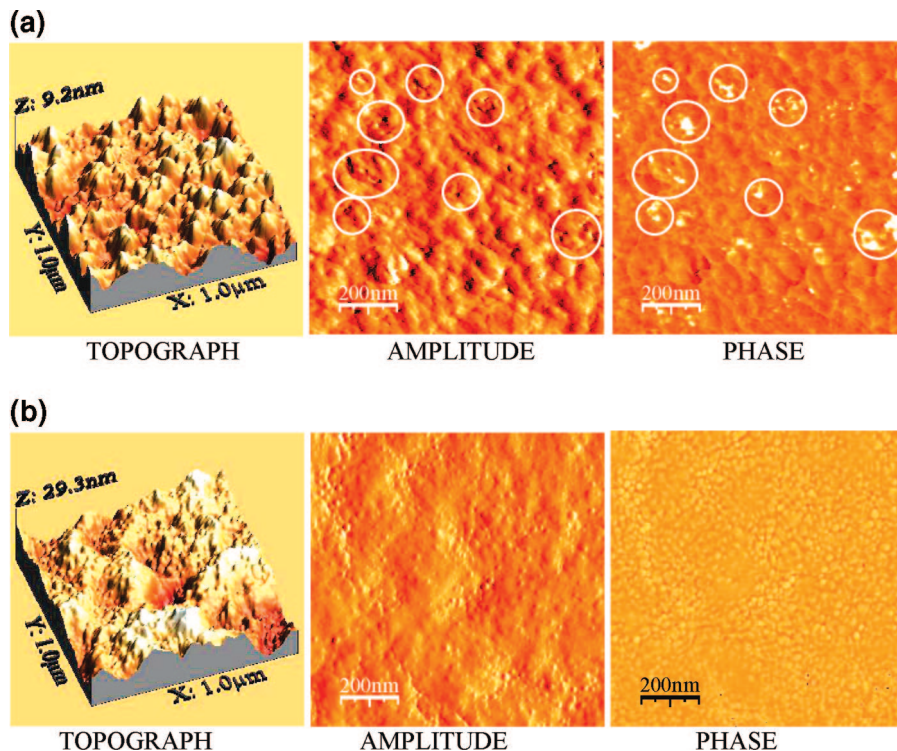 (a)
Z: 9.2nm
Y: 1.0µm
X: 1.0µm
200nm
200nm
TOPOGRAPH
AMPLITUDE
PHASE
(b)
Z: 29.3nm
Y: 1.0µm
X: 1.0µm
200nm
200nm
TOPOGRAPH
AMPLITUDE
PHASE